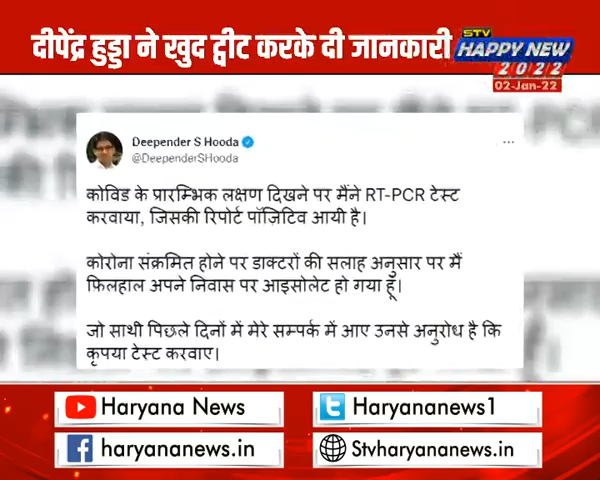 दीपेंद्र हुड्डा ने खुद ट्वीट करके दी जानकारी
STV
HAPPY NEW
2022
02-Jan-22
Deepender S Hooda
@DeependerSHooda
कोविड के प्रारम्भिक लक्षण दिखने पर मैंने RT-PCR टेस्ट
करवाया, जिसकी रिपोर्ट पॉज़िटिव आयी है।
कोरोना संक्रमित होने पर डाक्टरों की सलाह अनुसार पर मैं
फिलहाल अपने निवास पर आइसोलेट हो गया हूँ।
जो साथी पिछले दिनों में मेरे सम्पर्क में आए उनसे अनुरोध है कि
कृपया टेस्ट करवाए।
Haryana News
Haryananews1
haryananews.in
Stvharyananews.in